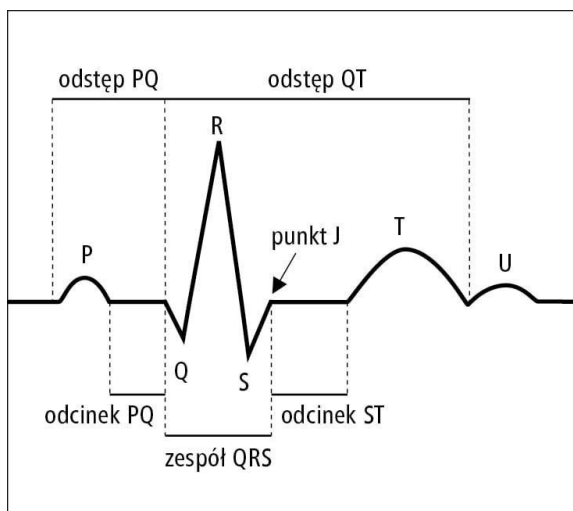 odstęp PQ
odstęp QT
R
P
punkt J
T
U
Q
S
odcinek PQ
odcinek ST
zespół QRS